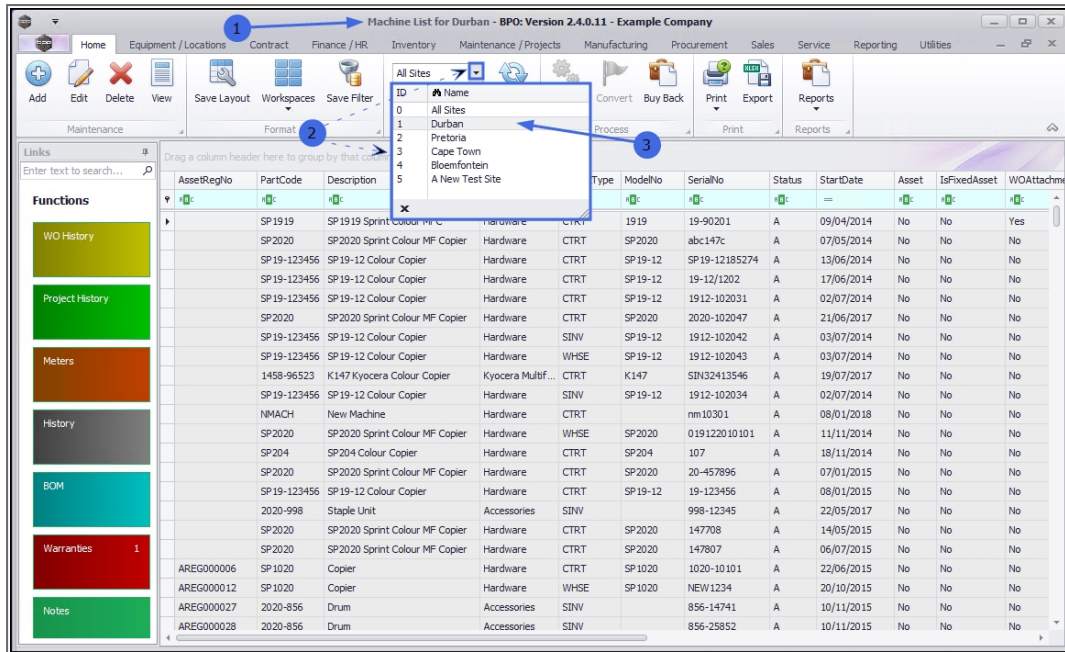 Machine List for Durban - BPO: Version 2.4.0.11 - Example Company
1
Home Equipment / Locations Contract Finance / HR Inventory Maintenance / Projects Manufacturing Procurement Sales Service Reporting Utilities
Add Edit Delete View Save Layout Workspaces Save Filter All Sites Convert Buy Back Print Export Reports
Maintenance Format Process Print Reports
ID Name
0 All Sites
1 Durban
2 Pretoria
3 Cape Town
4 Bloemfontein
5 A New Test Site
2
3
Links
Enter text to search...
Drag a column header here to group by that column
AssetRegNo PartCode Description Type ModelNo SerialNo Status StartDate Asset IsFixedAsset WOAttachme
Functions
WO History
Project History
Meters
History
BOM
Warranties 1
Notes
SP1919 SP1919 Sprint Colour MFC Hardware CTRT 1919 19-90201 A 09/04/2014 No No Yes
SP2020 SP2020 Sprint Colour MF Copier Hardware CTRT SP2020 abc147c A 07/05/2014 No No No
SP19-123456 SP19-12 Colour Copier Hardware CTRT SP19-12 SP19-12185274 A 13/06/2014 No No No
SP19-123456 SP19-12 Colour Copier Hardware CTRT SP19-12 19-12/1202 A 17/06/2014 No No No
SP19-123456 SP19-12 Colour Copier Hardware CTRT SP19-12 1912-102031 A 02/07/2014 No No No
SP2020 SP2020 Sprint Colour MF Copier Hardware CTRT SP2020 2020-102047 A 21/06/2017 No No No
SP19-123456 SP19-12 Colour Copier Hardware SINV SP19-12 1912-102042 A 03/07/2014 No No No
SP19-123456 SP19-12 Colour Copier Hardware WHSE SP19-12 1912-102043 A 03/07/2014 No No No
1458-96523 K147 Kyocera Colour Copier Kyocera Multif... CTRT K147 SIN32413546 A 19/07/2017 No No No
SP19-123456 SP19-12 Colour Copier Hardware SINV SP19-12 1912-102034 A 02/07/2014 No No No
NMACH New Machine Hardware CTRT nm10301 A 08/01/2018 No No No
SP2020 SP2020 Sprint Colour MF Copier Hardware WHSE SP2020 019122010101 A 11/11/2014 No No No
SP204 SP204 Colour Copier Hardware CTRT SP204 107 A 18/11/2014 No No No
SP2020 SP2020 Sprint Colour MF Copier Hardware CTRT SP2020 20-457896 A 07/01/2015 No No No
SP19-123456 SP19-12 Colour Copier Hardware CTRT SP19-12 19-123456 A 08/01/2015 No No No
2020-998 Staple Unit Accessories SINV 998-12345 A 22/05/2017 No No No
SP2020 SP2020 Sprint Colour MF Copier Hardware CTRT SP2020 147708 A 14/05/2015 No No No
SP2020 SP2020 Sprint Colour MF Copier Hardware CTRT SP2020 147807 A 06/07/2015 No No No
AREG000006 SP1020 Copier Hardware CTRT SP1020 1020-10101 A 22/06/2015 No No No
AREG000012 SP1020 Copier Hardware WHSE SP1020 NEW1234 A 20/10/2015 No No No
AREG000027 2020-856 Drum Accessories SINV 856-14741 A 10/11/2015 No No No
AREG000028 2020-856 Drum Accessories SINV 856-25852 A 10/11/2015 No No No